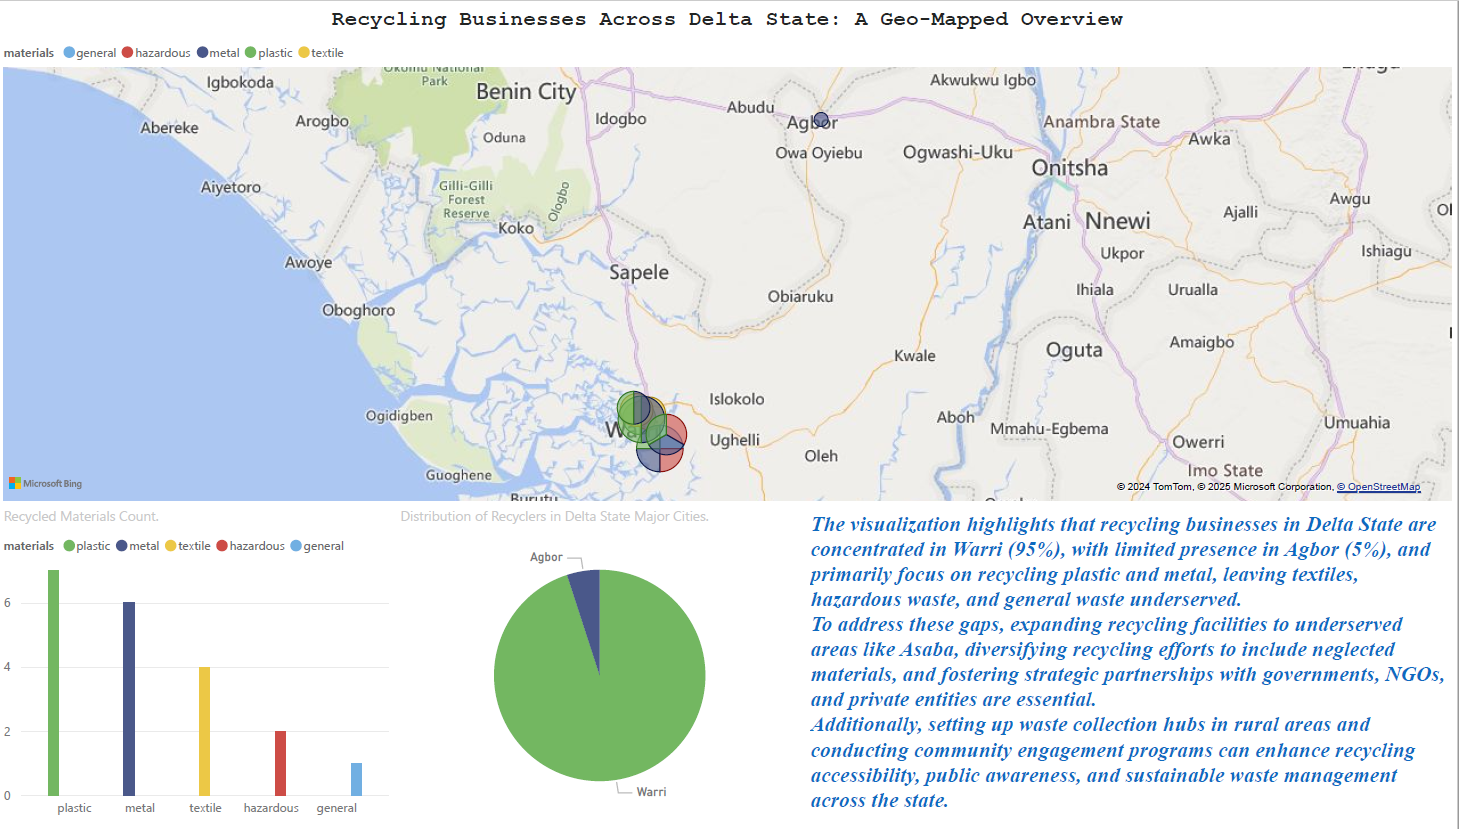 Recycling Businesses Across Delta State: A Geo-Mapped Overview
materials general hazardous metal plastic textile
Igbokoda
Okomu National
Park
Benin City
Akwukwu Igbo
Abudu
Agbor
Idogbo
Arogbo
Abereke
Oduna
Anambra State
Awka
Owa Oyiebu
Ogwashi-Uku
Onitsha
Aiyetoro
Gilli-Gilli
Forest
Reserve
Ologbo
Awgu
Ajalli
Koko
Atani
Nnewi
Ukpor
Ishiagu
Awoye
Sapele
Obiaruku
Ihiala
Urualla
Oboghoro
Kwale
Oguta
Amaigbo
Islokolo
Ogidigben
Aboh
Mmahu-Egbema
Umuahia
Ughelli
Oleh
Owerri
Imo State
Guoghene
Burutu
Microsoft Bing
© 2024 TomTom, © 2025 Microsoft Corporation, © OpenStreetMap
Recycled Materials Count.
materials plastic metal textile hazardous general
6
4
2
0
plastic metal textile hazardous general
Distribution of Recyclers in Delta State Major Cities.
Agbor
Warri
The visualization highlights that recycling businesses in Delta State are
concentrated in Warri (95%), with limited presence in Agbor (5%), and
primarily focus on recycling plastic and metal, leaving textiles,
hazardous waste, and general waste underserved.
To address these gaps, expanding recycling facilities to underserved
areas like Asaba, diversifying recycling efforts to include neglected
materials, and fostering strategic partnerships with governments, NGOs,
and private entities are essential.
Additionally, setting up waste collection hubs in rural areas and
conducting community engagement programs can enhance recycling
accessibility, public awareness, and sustainable waste management
across the state.